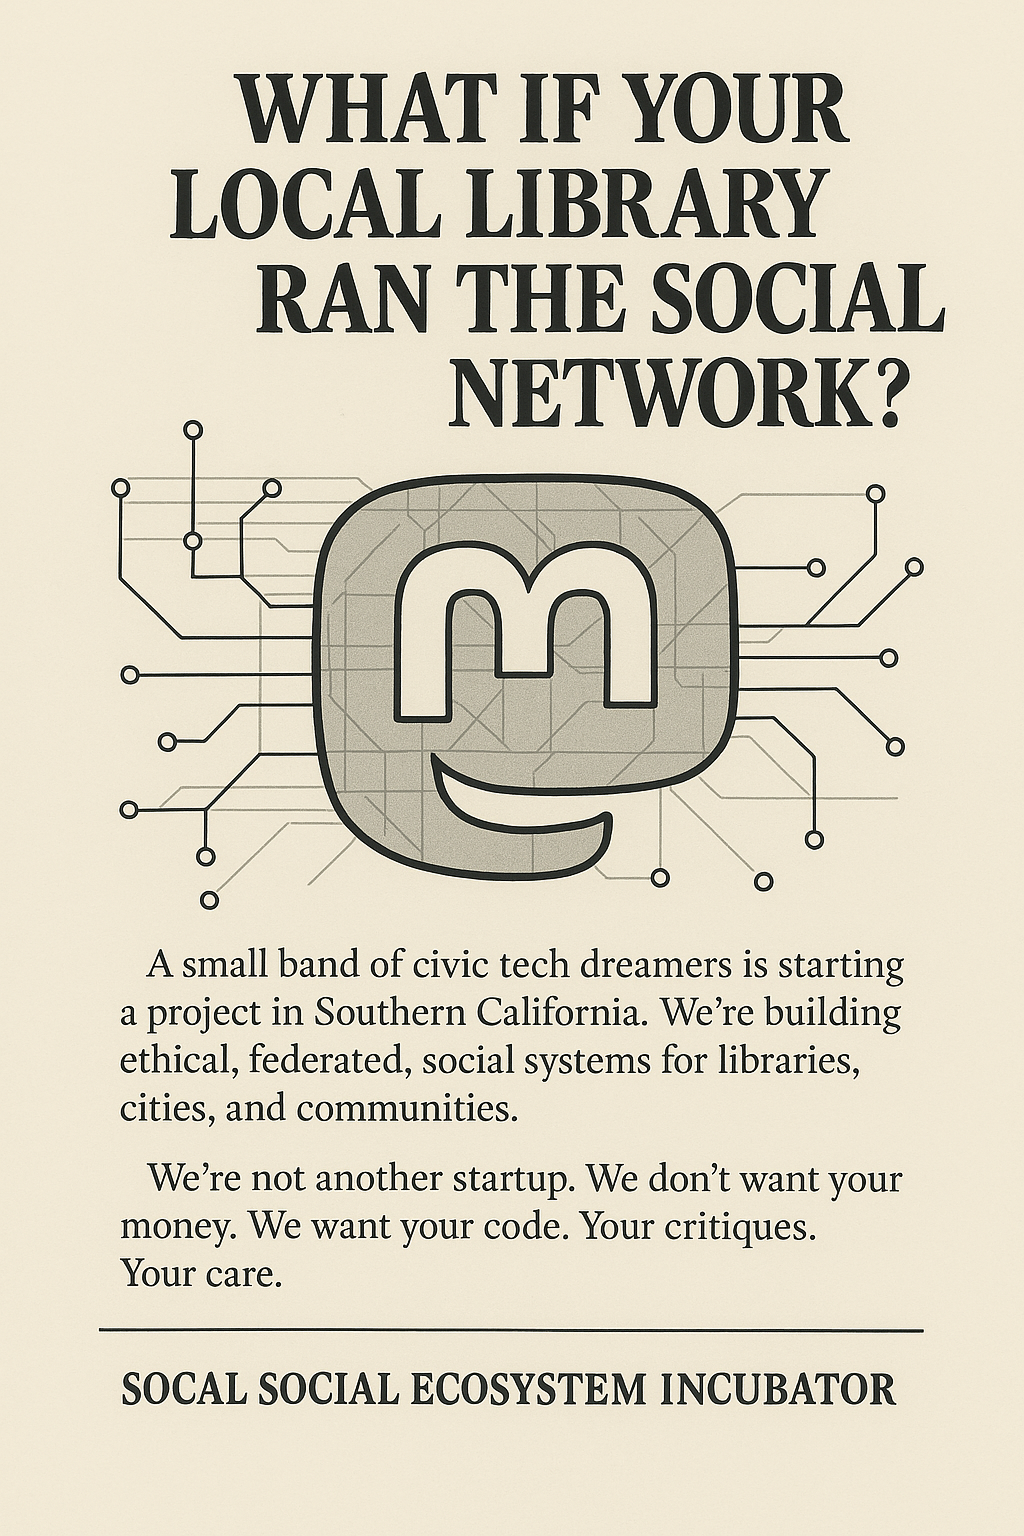 WHAT IF YOUR
LOCAL LIBRARY
RAN THE SOCIAL
NETWORK?
m
A small band of civic tech dreamers is starting
a project in Southern California. We’re building
ethical, federated, social systems for libraries,
cities, and communities.
We’re not another startup. We don’t want your
money. We want your code. Your critiques.
Your care.
SOCAL SOCIAL ECOSYSTEM INCUBATOR